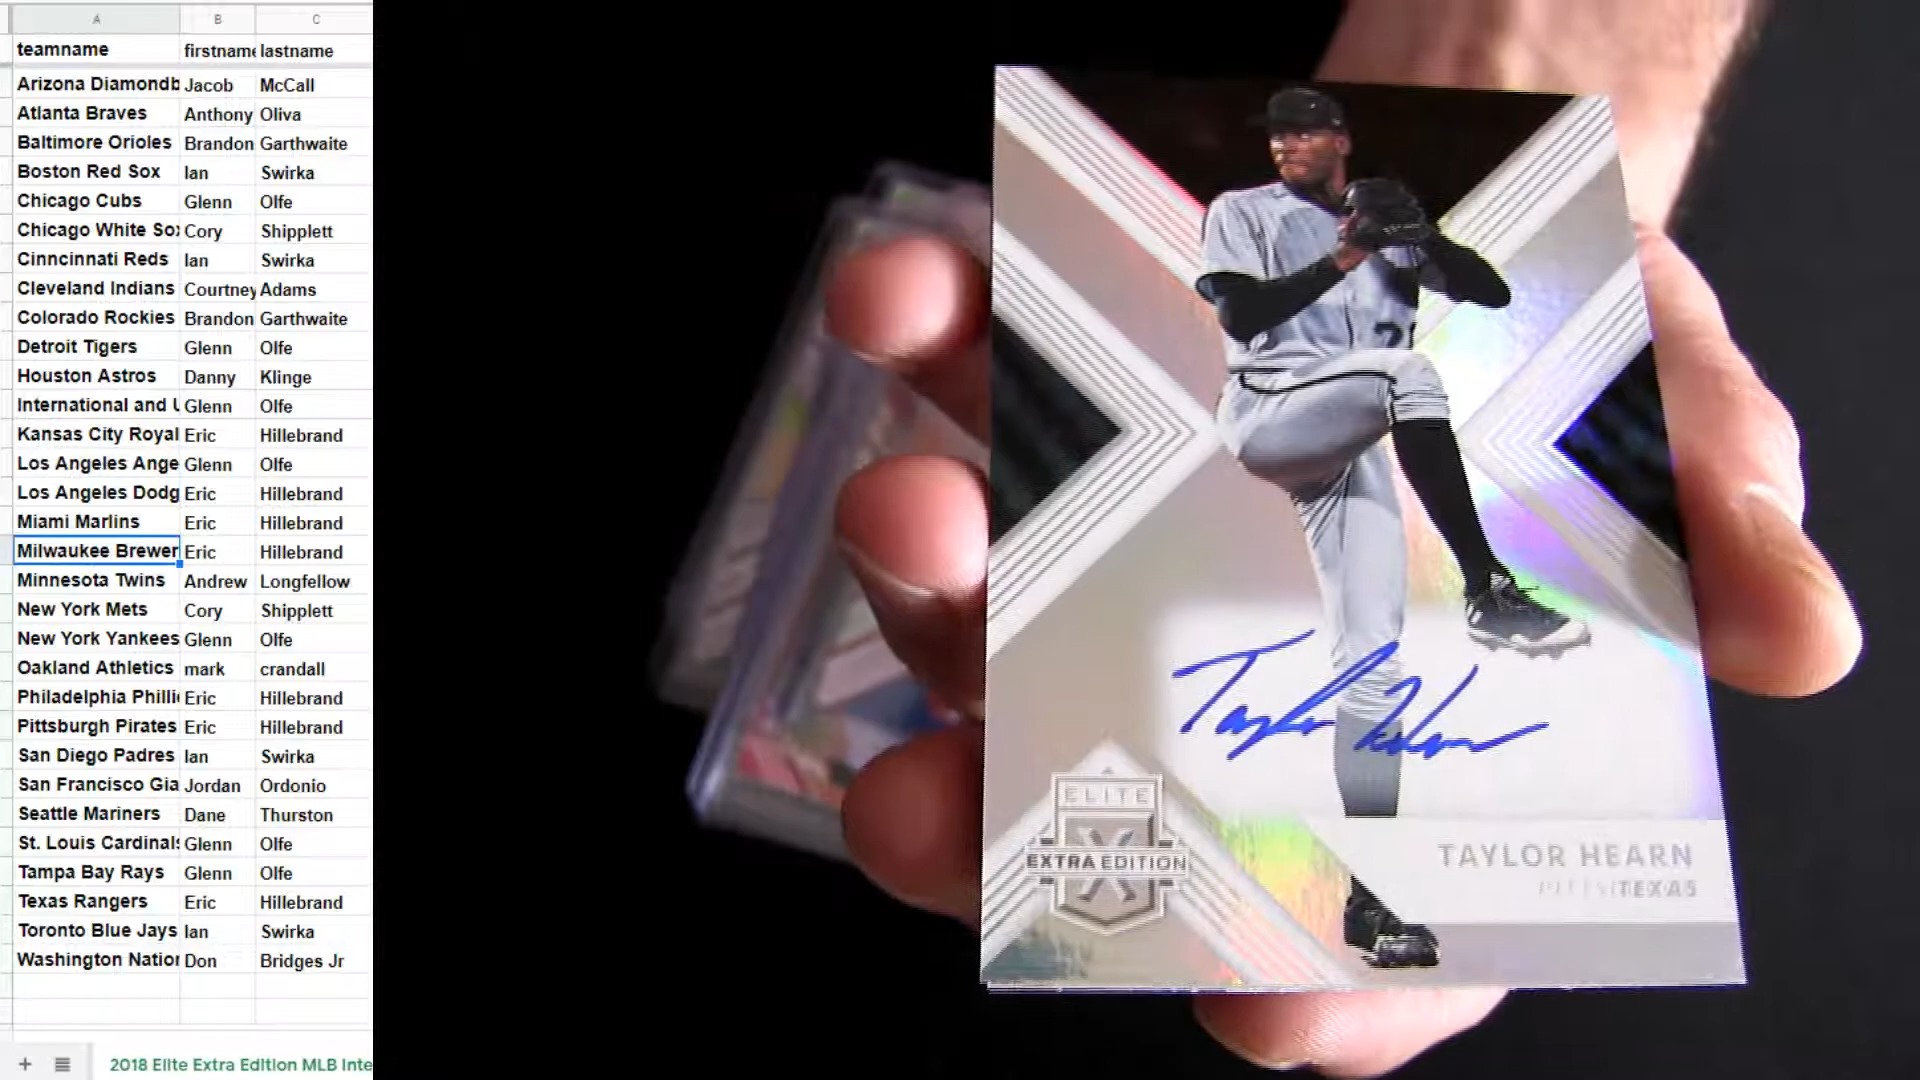 A B C
teamname firstname lastname
Arizona Diamondb Jacob McCall
Atlanta Braves Anthony Oliva
Baltimore Orioles Brandon Garthwaite
Boston Red Sox Ian Swirka
Chicago Cubs Glenn Olfe
Chicago White Sox Cory Shipplett
Cinncinnati Reds Ian Swirka
Cleveland Indians Courtney Adams
Colorado Rockies Brandon Garthwaite
Detroit Tigers Glenn Olfe
Houston Astros Danny Klinge
International and U Glenn Olfe
Kansas City Royal Eric Hillebrand
Los Angeles Ange Glenn Olfe
Los Angeles Dodg Eric Hillebrand
Miami Marlins Eric Hillebrand
Milwaukee Brewer Eric Hillebrand
Minnesota Twins Andrew Longfellow
New York Mets Cory Shipplett
New York Yankees Glenn Olfe
Oakland Athletics mark crandall
Philadelphia Philli Eric Hillebrand
Pittsburgh Pirates Eric Hillebrand
San Diego Padres Ian Swirka
San Francisco Gia Jordan Ordonio
Seattle Mariners Dane Thurston
St. Louis Cardinals Glenn Olfe
Tampa Bay Rays Glenn Olfe
Texas Rangers Eric Hillebrand
Toronto Blue Jays Ian Swirka
Washington Nation Don Bridges Jr
2018 Elite Extra Edition MLB Inte
Taylor Hearn
ELITE
X
EXTRA EDITION
TAYLOR HEARN
TEXAS